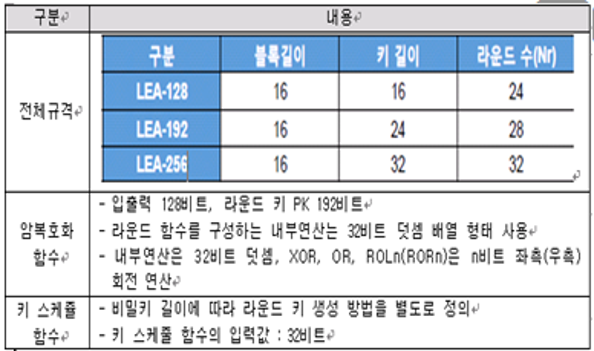 구분 내용
전체규격
구분 블록길이 키 길이 라운드 수(Nr)
LEA-128 16 16 24
LEA-192 16 24 28
LEA-256 16 32 32
암복호화 함수
- 입출력 128비트, 라운드 키 PK 192비트
- 라운드 함수를 구성하는 내부연산는 32비트 덧셈 배열 형태 사용
- 내부연산은 32비트 덧셈, XOR, OR, ROLn(RORn)은 n비트 좌측(우측)
회전 연산
키 스케쥴 함수
- 비밀키 길이에 따라 라운드 키 생성 방법을 별도로 정의
- 키 스케줄 함수의 입력값 : 32비트